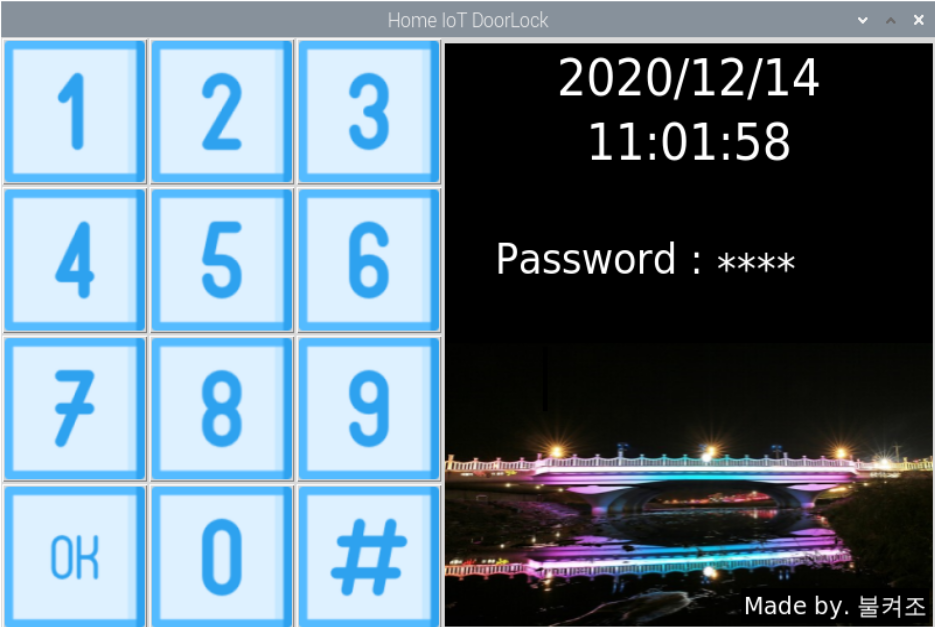 Home IoT DoorLock
1 2 3
4 5 6
7 8 9
OK 0 #
2020/12/14
11:01:58
Password : ****
Made by. 불켜조